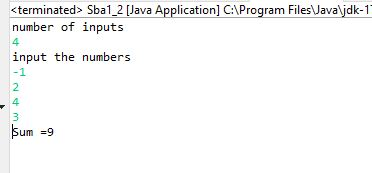 <terminated> Sba1_2 [Java Application] C:\Program Files\Java\jdk-1
number of inputs
4
input the numbers
-1
2
4
3
Sum =9